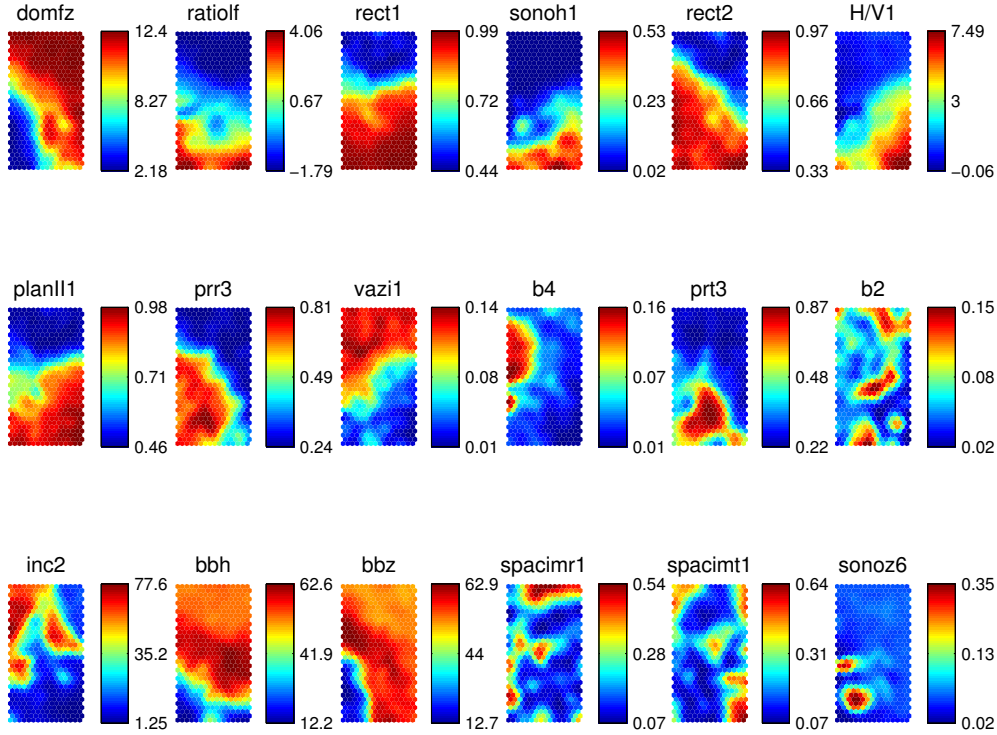 domfz ratiolf rect1 sonoh1 rect2 H/V1
12.4 4.06 0.99 0.53 0.97 7.49
8.27 0.67 0.72 0.23 0.66 3
2.18 −1.79 0.44 0.02 0.33 −0.06
planII1 prr3 vazi1 b4 prt3 b2
0.98 0.81 0.14 0.16 0.87 0.15
0.71 0.49 0.08 0.07 0.48 0.08
0.46 0.24 0.01 0.01 0.22 0.02
inc2 bbh bbz spacimr1 spacimt1 sonoz6
77.6 62.6 62.9 0.54 0.64 0.35
35.2 41.9 44 0.28 0.31 0.13
1.25 12.2 12.7 0.07 0.07 0.02